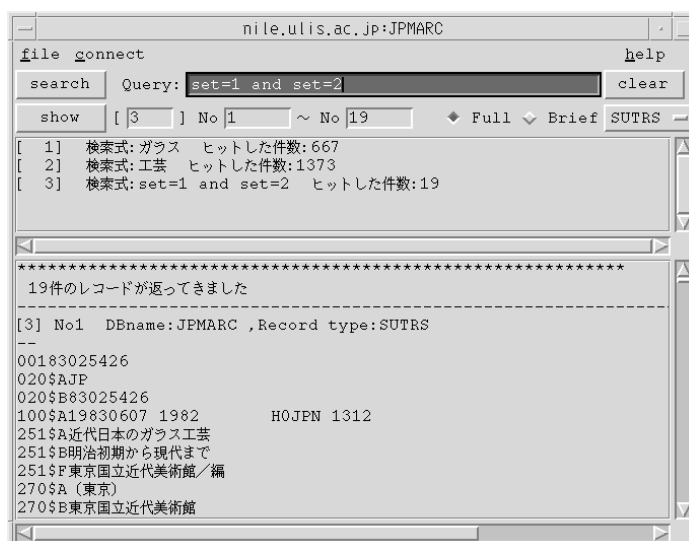 nile.ulis.ac.jp:JPMARC
file connect help
search Query: set=1 and set=2 clear
show [ 3 ] No 1 ~ No 19 Full Brief SUTRS
[ 1] 検索式:ガラス ヒットした件数:667
[ 2] 検索式:工芸 ヒットした件数:1373
[ 3] 検索式:set=1 and set=2 ヒットした件数:19
************************************************************
19件のレコードが返ってきました
----------------------------------------------------------------
[3] No1 DBname:JPMARC ,Record type:SUTRS
--
00183025426
020$AJP
020$B83025426
100$A19830607 1982 H0JPN 1312
251$A近代日本のガラス工芸
251$B明治初期から現代まで
251$F東京国立近代美術館／編
270$A（東京）
270$B東京国立近代美術館